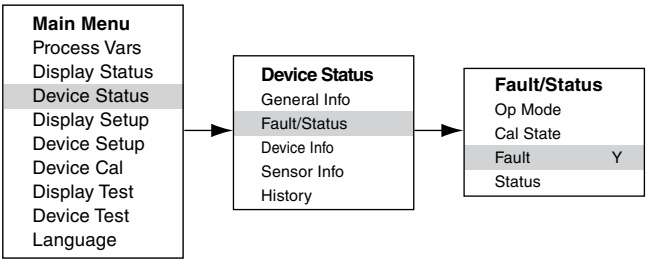 Main Menu
Process Vars
Display Status
Device Status
Display Setup
Device Setup
Device Cal
Display Test
Device Test
Language
Device Status
General Info
Fault/Status
Device Info
Sensor Info
History
Fault/Status
Op Mode
Cal State
Fault Y
Status